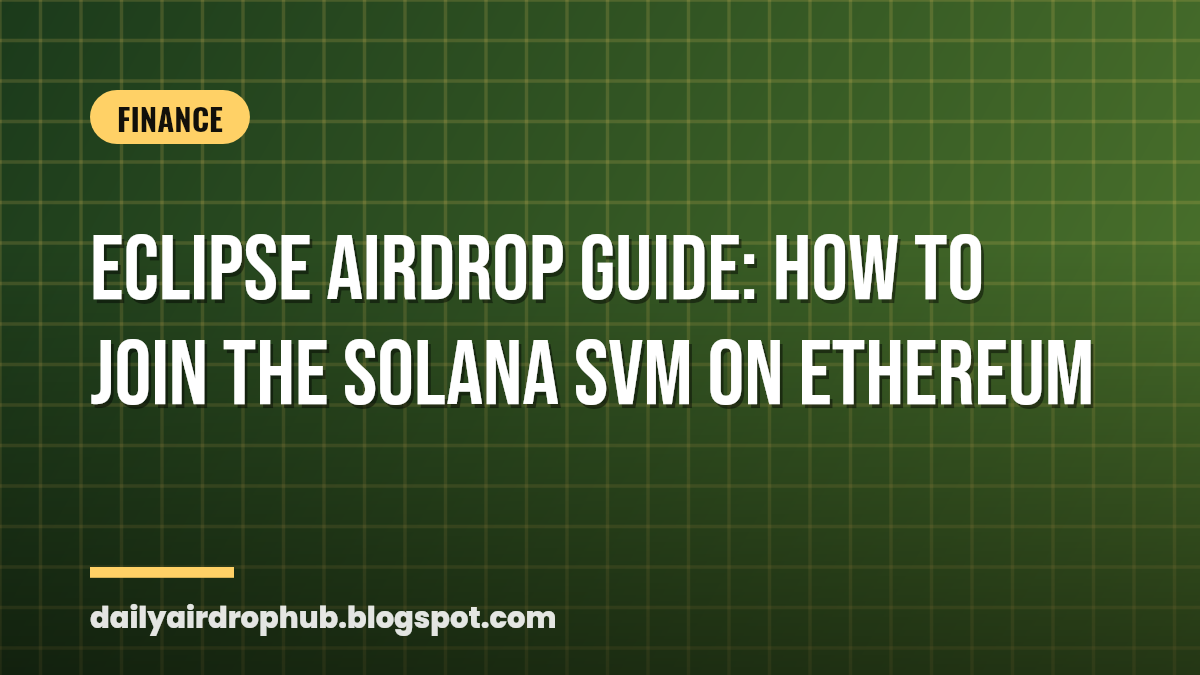 FINANCE
ECLIPSE AIRDROP GUIDE: HOW TO
JOIN THE SOLANA SVM ON ETHEREUM
dailyairdrophub.blogspot.com